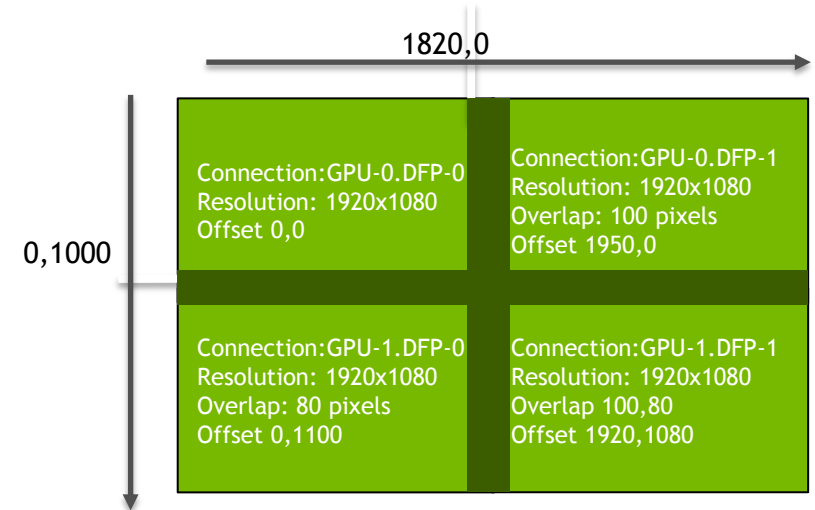 1820,0
Connection:GPU-0.DFP-0
Resolution: 1920x1080
Offset 0,0
Connection:GPU-0.DFP-1
Resolution: 1920x1080
Overlap: 100 pixels
Offset 1950,0
0,1000
Connection:GPU-1.DFP-0
Resolution: 1920x1080
Overlap: 80 pixels
Offset 0,1100
Connection:GPU-1.DFP-1
Resolution: 1920x1080
Overlap 100,80
Offset 1920,1080